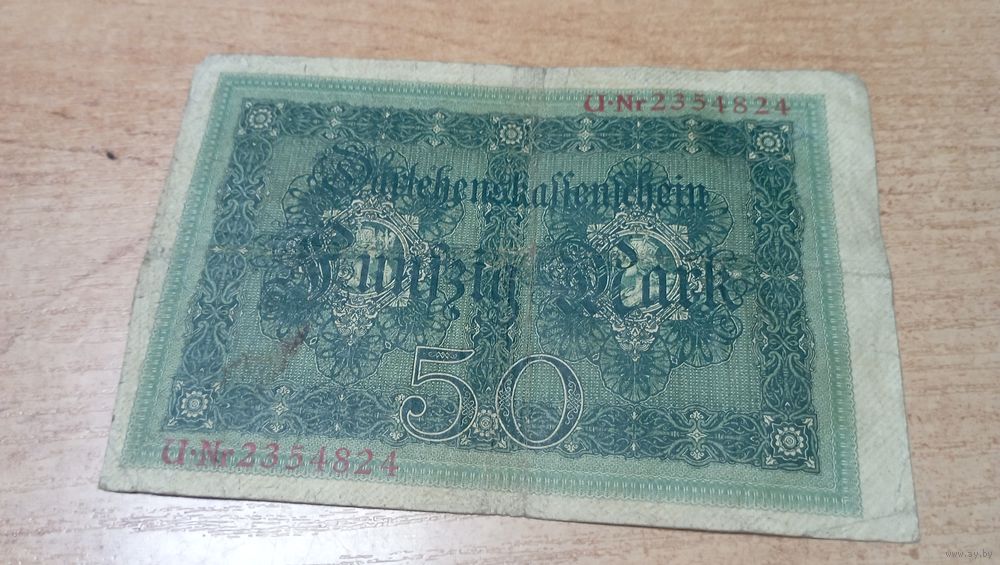 U·Nr 2354824
Darlehenskassenschein
Fünfzig Mark
50
U·Nr 2354824
www.ay.by